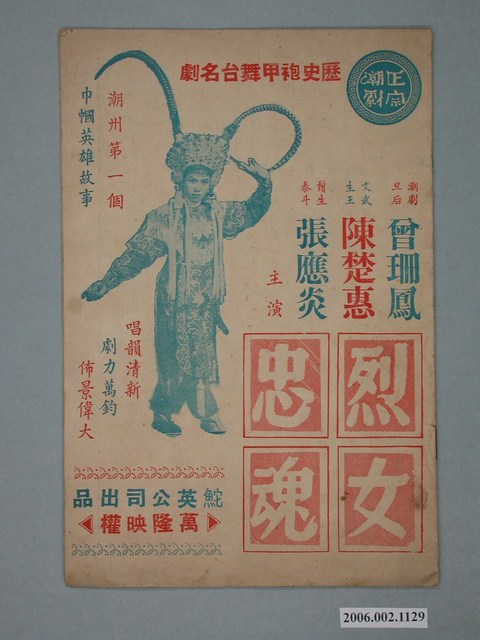 正宗
潮劇
歷史袍甲舞台名劇
潮劇
旦后
曾珊鳳
文武
生王
陳楚惠
鬚生
泰斗
張應炎
主演
潮州第一個
巾幗英雄故事
烈女
忠魂
唱韻清新
劇力萬鈞
佈景偉大
英公司出品
萬隆映權
2006.002.1129